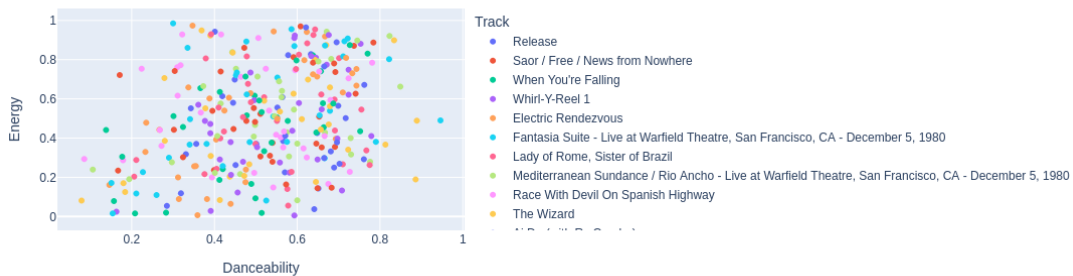 Track
Release
Saor / Free / News from Nowhere
When You're Falling
Whirl-Y-Reel 1
Electric Rendezvous
Fantasia Suite - Live at Warfield Theatre, San Francisco, CA - December 5, 1980
Lady of Rome, Sister of Brazil
Mediterranean Sundance / Rio Ancho - Live at Warfield Theatre, San Francisco, CA - December 5, 1980
Race With Devil On Spanish Highway
The Wizard
1
0.8
0.6
0.4
0.2
0
Energy
0.2 0.4 0.6 0.8 1
Danceability